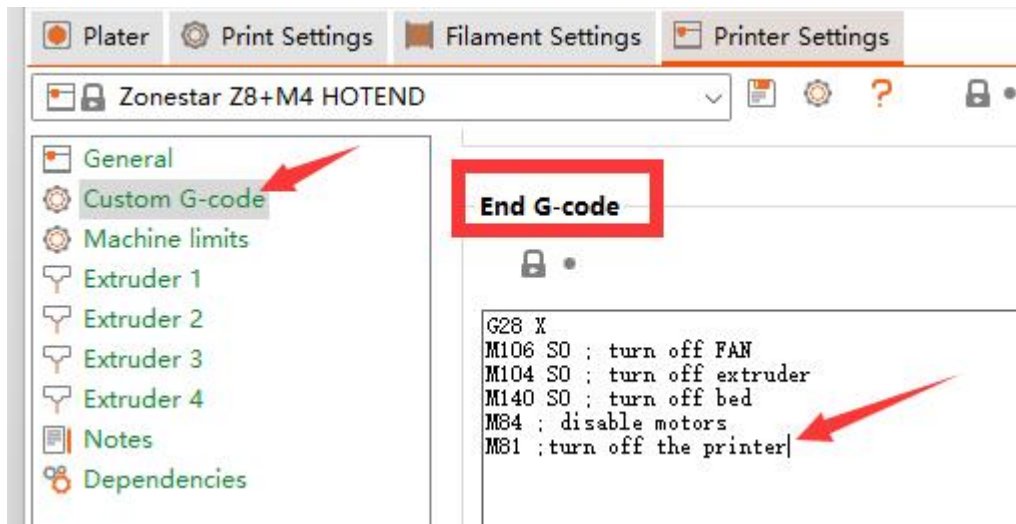 Plater Print Settings Filament Settings Printer Settings
Zonestar Z8+M4 HOTEND
?
General
Custom G-code
Machine limits
Extruder 1
Extruder 2
Extruder 3
Extruder 4
Notes
Dependencies
End G-code
G28 X
M106 S0 ; turn off FAN
M104 S0 ; turn off extruder
M140 S0 ; turn off bed
M84 ; disable motors
M81 ;turn off the printer